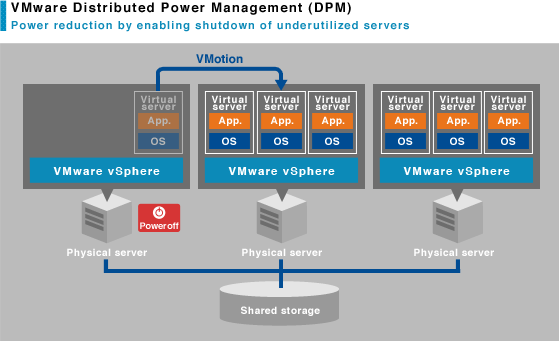 VMware Distributed Power Management (DPM)
Power reduction by enabling shutdown of underutilized servers
VMotion
Virtual server
App.
OS
VMware vSphere
Virtual server
App.
OS
Virtual server
App.
OS
Virtual server
App.
OS
VMware vSphere
Virtual server
App.
OS
Virtual server
App.
OS
Virtual server
App.
OS
VMware vSphere
Power off
Physical server
Physical server
Physical server
Shared storage